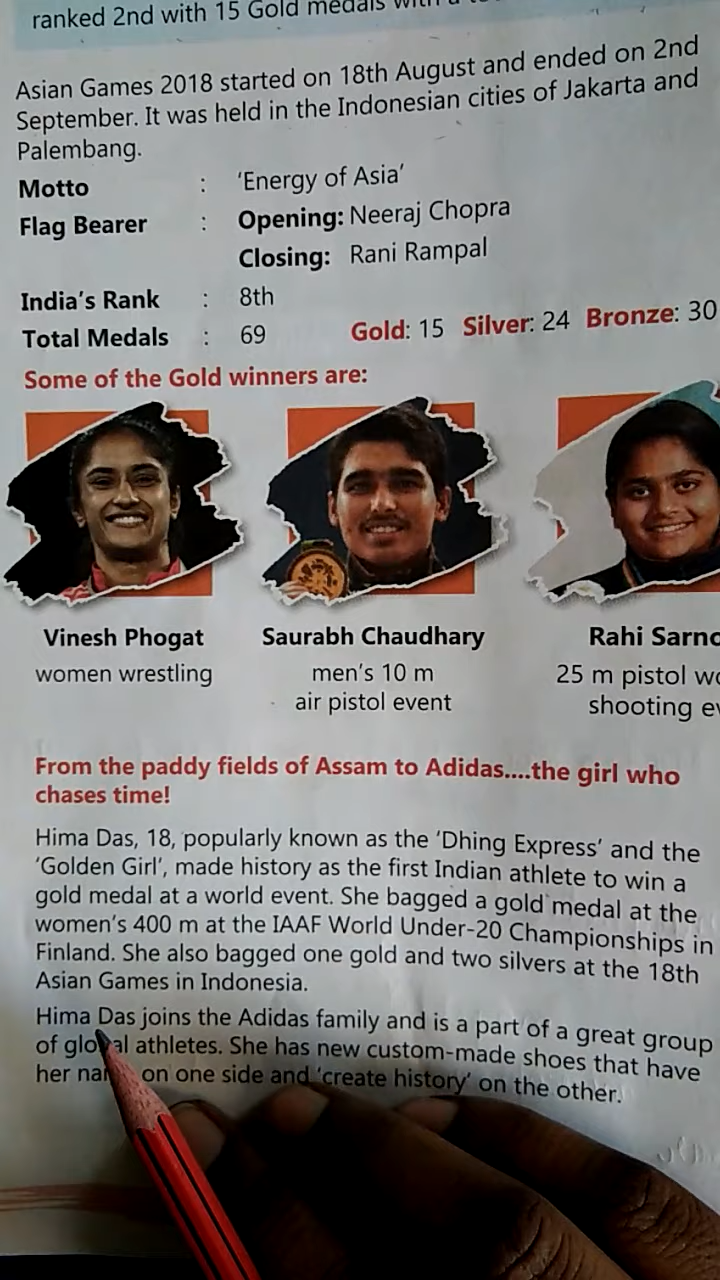 ranked 2nd with 15 Gold medals with a
Asian Games 2018 started on 18th August and ended on 2nd
September. It was held in the Indonesian cities of Jakarta and
Palembang.
Motto : 'Energy of Asia'
Flag Bearer : Opening: Neeraj Chopra
Closing: Rani Rampal
India's Rank : 8th
Total Medals : 69 Gold: 15 Silver: 24 Bronze: 30
Some of the Gold winners are:
Vinesh Phogat
women wrestling
Saurabh Chaudhary
men's 10 m
air pistol event
Rahi
25 m pistol
shooting
From the paddy fields of Assam to Adidas....the girl who
chases time!
Hima Das, 18, popularly known as the 'Dhing Express' and the
'Golden Girl', made history as the first Indian athlete to win a
gold medal at a world event. She bagged a gold medal at the
women's 400 m at the IAAF World Under-20 Championships in
Finland. She also bagged one gold and two silvers at the 18th
Asian Games in Indonesia.
Hima Das joins the Adidas family and is a part of a great group
of global athletes. She has new custom-made shoes that have
her name on one side and 'create history' on the other.